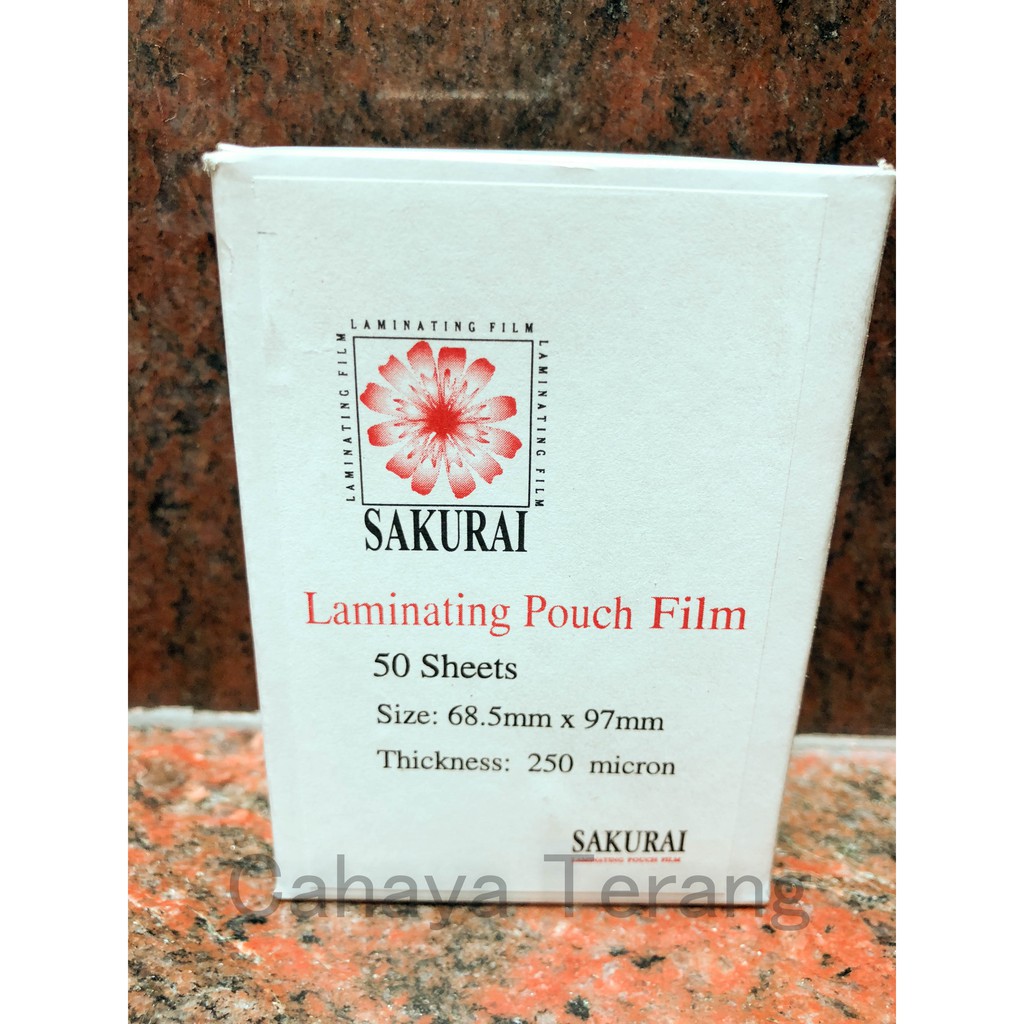 LAMINATING FILM
LAMINATING FILM
LAMINATING FILM
SAKURAI
Laminating Pouch Film
50 Sheets
Size: 68.5mm x 97mm
Thickness: 250 micron
SAKURAI
LAMINATING POUCH FILM
Cahaya Terang